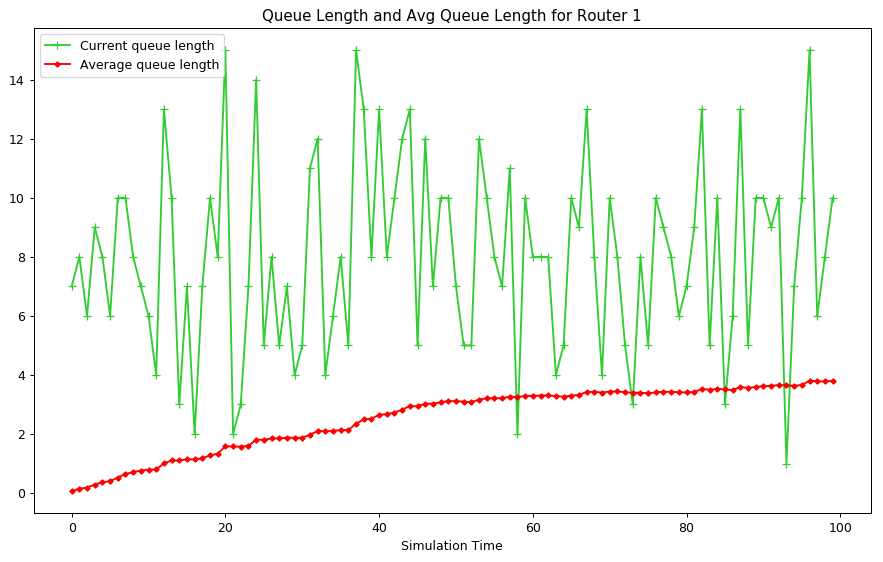 Queue Length and Avg Queue Length for Router 1
Current queue length
Average queue length
14
12
10
8
6
4
2
0
0 20 40 60 80 100
Simulation Time